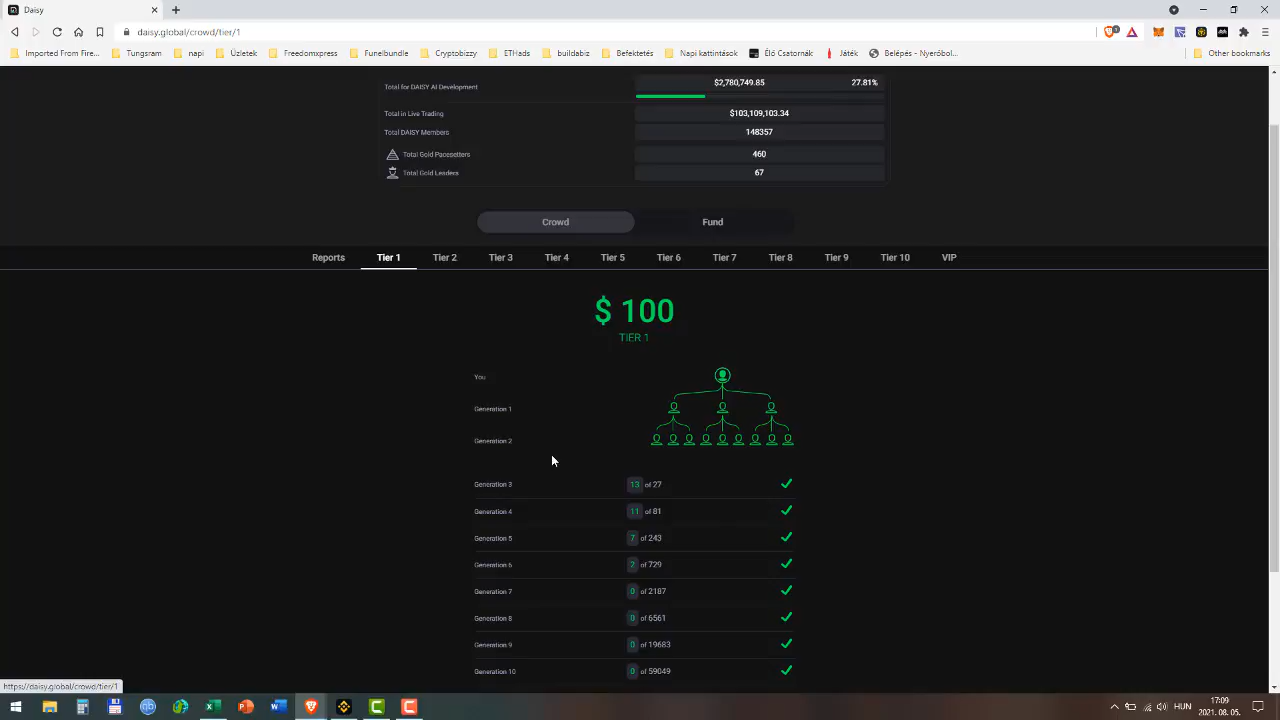 Daisy
daisy.global/crowd/tier/1
Imported From Fire... Tungsram napi Üzletek Freedomxpress Funelbundle Cryptobizzy ETHash buildabiz Befektetés Napi kattintások Élő Csatornák Játék Belépés - Nyerőbol... Other bookmarks
Total for DAISY AI Development $2,780,749.85 27.81%
Total in Live Trading $103,109,103.34
Total DAISY Members 148357
Total Gold Pacesetters 460
Total Gold Leaders 67
Crowd Fund
Reports Tier 1 Tier 2 Tier 3 Tier 4 Tier 5 Tier 6 Tier 7 Tier 8 Tier 9 Tier 10 VIP
$ 100
TIER 1
You
Generation 1
Generation 2
Generation 3 13 of 27
Generation 4 11 of 81
Generation 5 7 of 243
Generation 6 2 of 729
Generation 7 0 of 2187
Generation 8 0 of 6561
Generation 9 0 of 19683
Generation 10 0 of 59049
https://daisy.global/crowd/tier/1
HUN
17:09
2021. 08. 05.